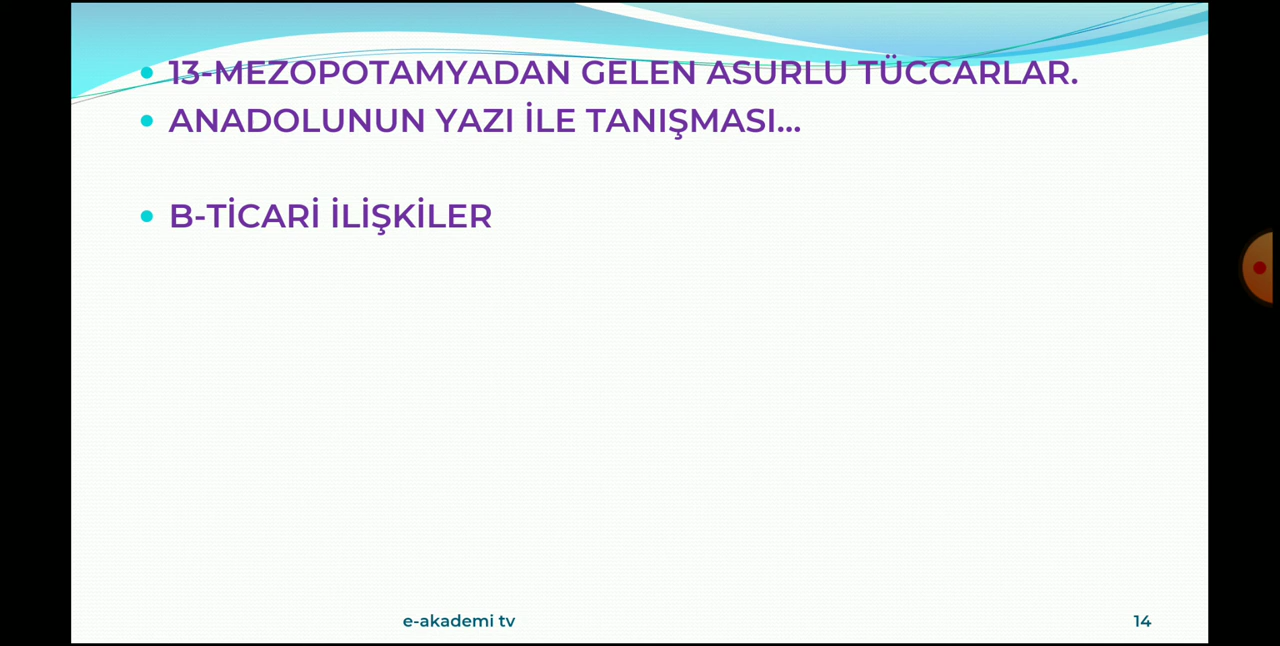 13-MEZOPOTAMYADAN GELEN ASURLU TÜCCARLAR.
ANADOLUNUN YAZI İLE TANIŞMASI...
B-TİCARİ İLİŞKİLER
e-akademi tv
14